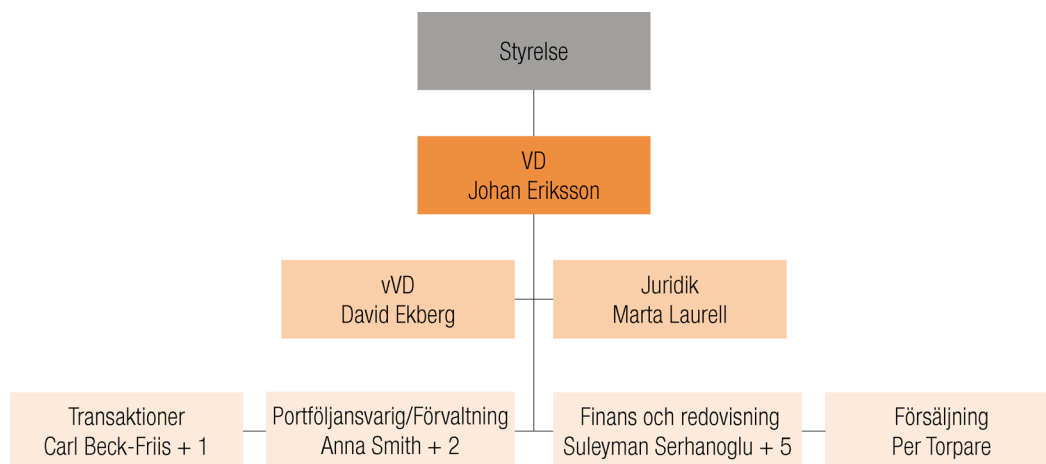 Styrelse
VD
Johan Eriksson
vVD
David Ekberg
Juridik
Marta Laurell
Transaktioner
Carl Beck-Friis + 1
Portföljansvarig/Förvaltning
Anna Smith + 2
Finans och redovisning
Suleyman Serhanoglu + 5
Försäljning
Per Torpare